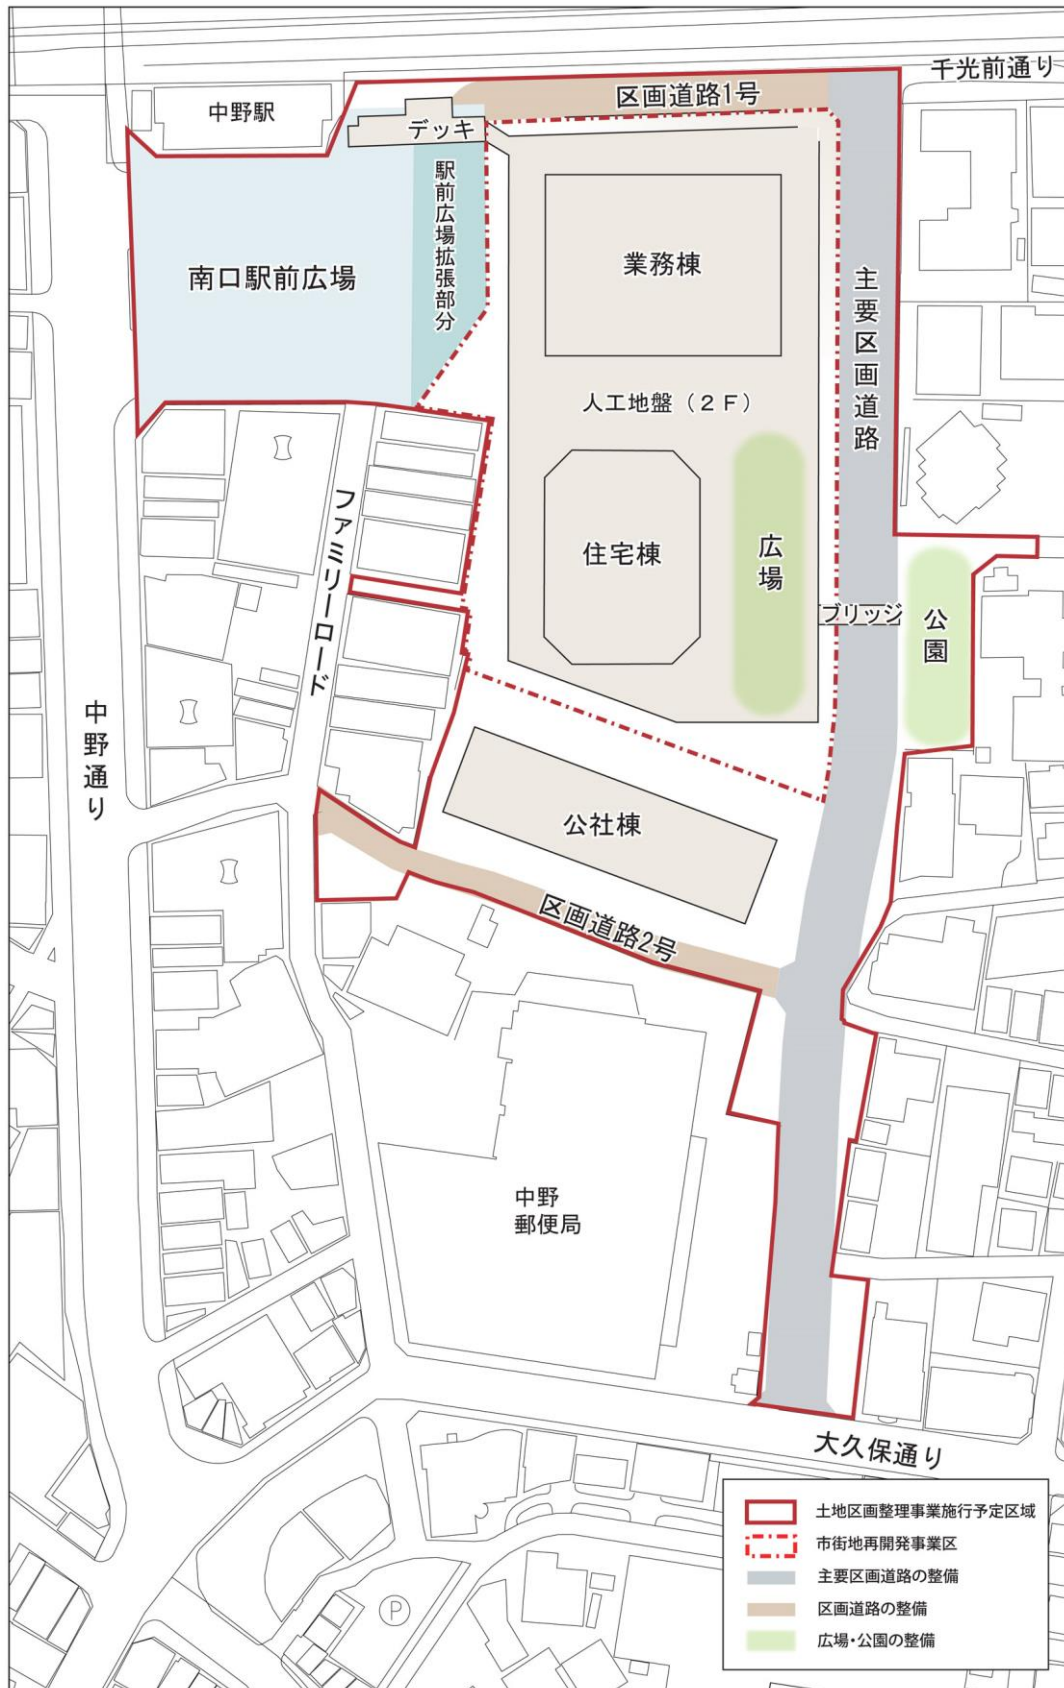 千光前通り
区画道路1号
中野駅
デッキ
駅前広場拡張部分
南口駅前広場
業務棟
主要区画道路
人工地盤（２Ｆ）
ファミリーロード
住宅棟
広場
ブリッジ
公園
中野通り
公社棟
区画道路2号
中野
郵便局
大久保通り
P
土地区画整理事業施行予定区域
市街地再開発事業区
主要区画道路の整備
区画道路の整備
広場・公園の整備